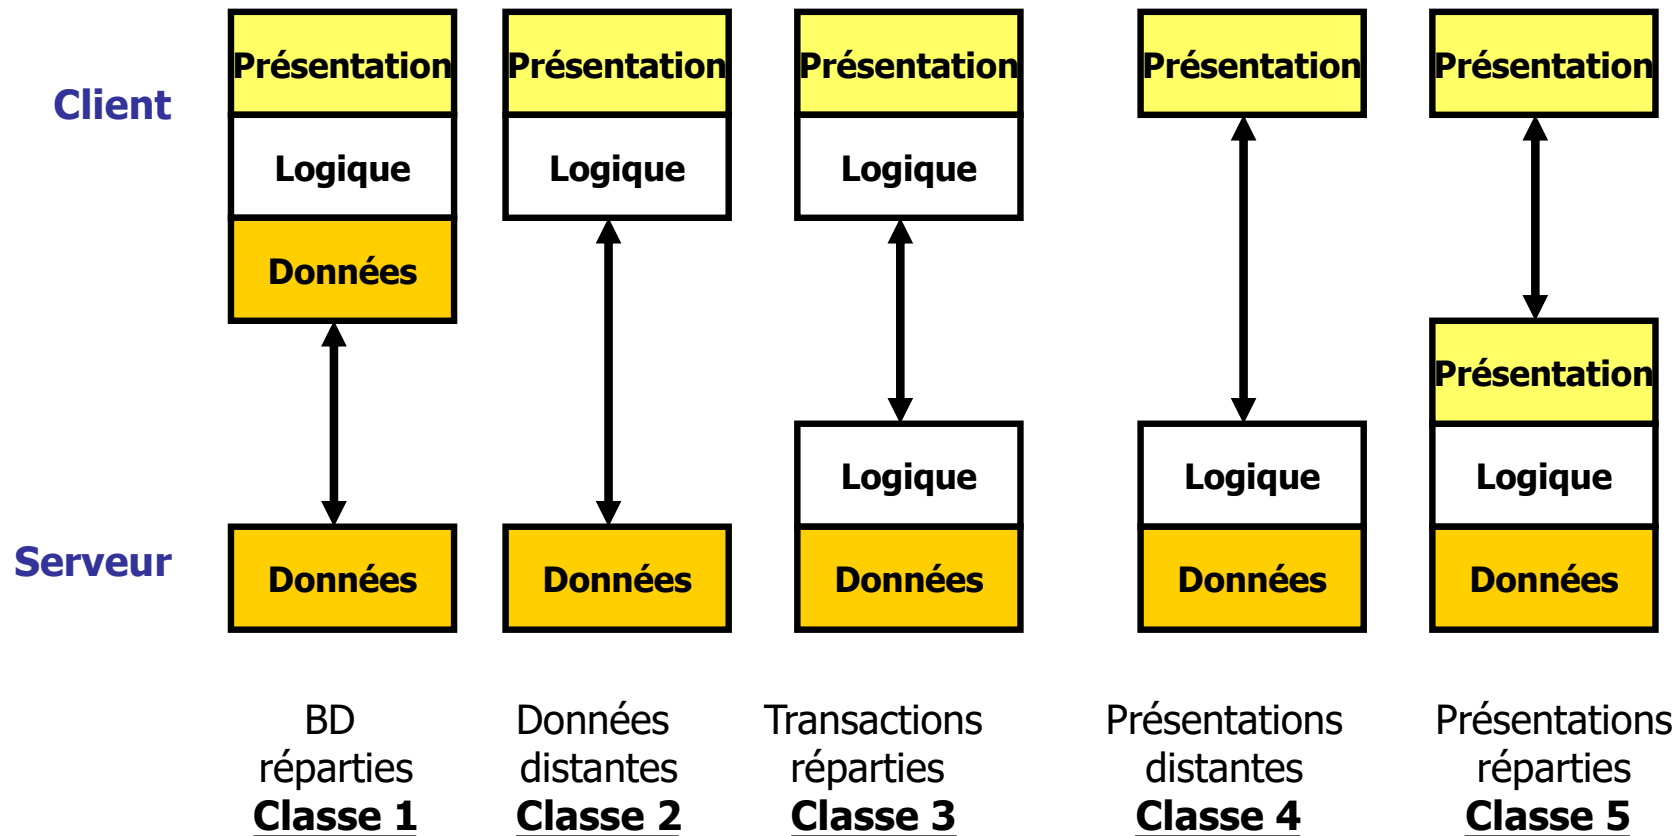 Présentation Présentation Présentation Présentation Présentation
Client
Logique Logique Logique
Données
Présentation
Logique Logique Logique
Serveur
Données Données Données Données Données
BD Données Transactions Présentations Présentations
réparties distantes réparties distantes réparties
Classe 1 Classe 2 Classe 3 Classe 4 Classe 5